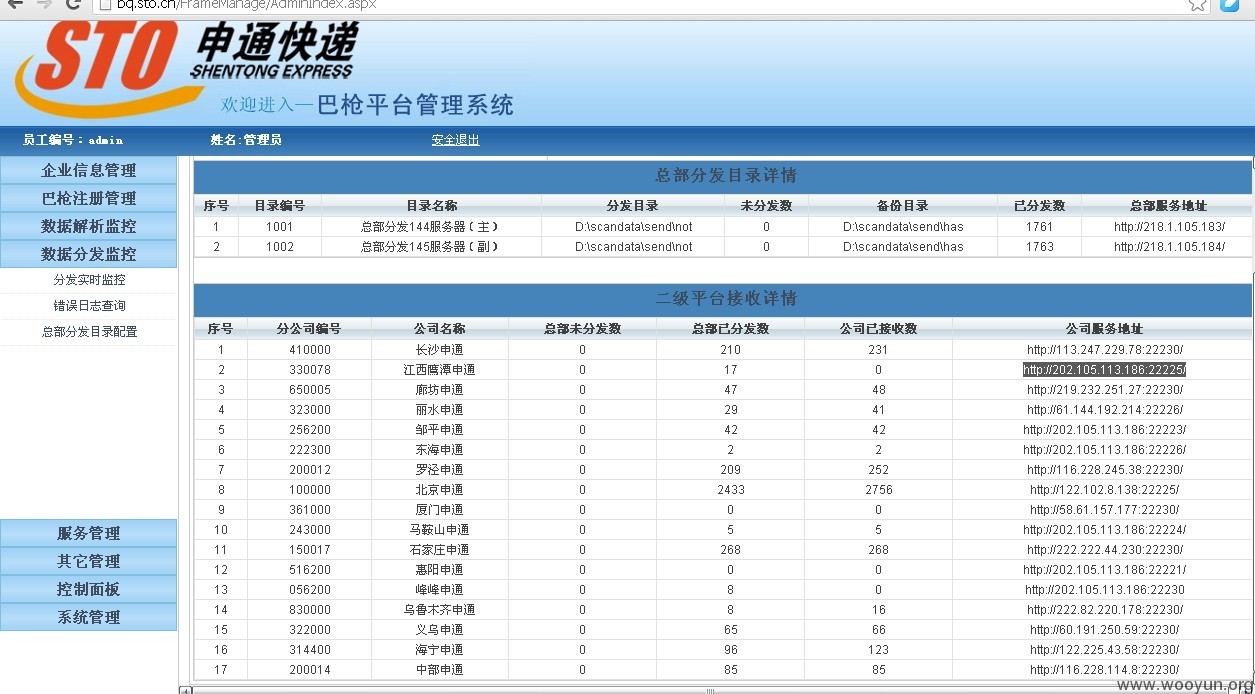 bq.sto.cn/FrameManage/AdminIndex.aspx
STO 申通快递
SHENTONG EXPRESS
欢迎进入—巴枪平台管理系统
员工编号：admin 姓名:管理员 安全退出
企业信息管理
巴枪注册管理
数据解析监控
数据分发监控
分发实时监控
错误日志查询
总部分发目录配置
服务管理
其它管理
控制面板
系统管理
总部分发目录详情
序号 目录编号 目录名称 分发目录 未分发数 备份目录 已分发数 总部服务地址
1 1001 总部分发144服务器（主） D:\scandata\send\not 0 D:\scandata\send\has 1761 http://218.1.105.183/
2 1002 总部分发145服务器（副） D:\scandata\send\not 0 D:\scandata\send\has 1763 http://218.1.105.184/
二级平台接收详情
序号 分公司编号 公司名称 总部未分发数 总部已分发数 公司已接收数 公司服务地址
1 410000 长沙申通 0 210 231 http://113.247.229.78:22230/
2 330078 江西鹰潭申通 0 17 0 http://202.105.113.186:22225/
3 650005 廊坊申通 0 47 48 http://219.232.251.27:22230/
4 323000 丽水申通 0 29 41 http://61.144.192.214:22226/
5 256200 邹平申通 0 42 42 http://202.105.113.186:22223/
6 222300 东海申通 0 2 2 http://202.105.113.186:22226/
7 200012 罗泾申通 0 209 252 http://116.228.245.38:22230/
8 100000 北京申通 0 2433 2756 http://122.102.8.138:22225/
9 361000 厦门申通 0 0 0 http://58.61.157.177:22230/
10 243000 马鞍山申通 0 5 5 http://202.105.113.186:22224/
11 150017 石家庄申通 0 268 268 http://222.222.44.230:22230/
12 516200 惠阳申通 0 0 0 http://202.105.113.186:22221/
13 056200 峰峰申通 0 8 0 http://202.105.113.186:22230
14 830000 乌鲁木齐申通 0 8 16 http://222.82.220.178:22230/
15 322000 义乌申通 0 65 66 http://60.191.250.59:22230/
16 314400 海宁申通 0 96 123 http://122.225.43.58:22230/
17 200014 中部申通 0 85 85 http://116.228.114.8:22230/
www.wooyun.org